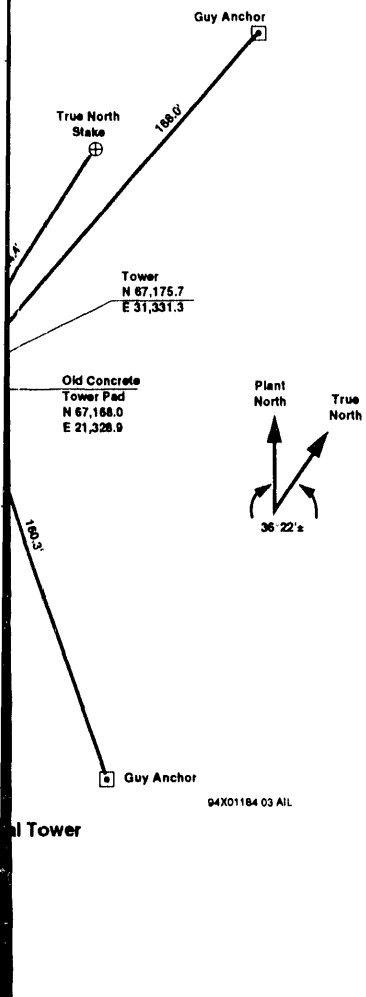 Guy Anchor
168.0'
True North
Stake
Tower
N 67,175.7
E 31,331.3
Old Concrete
Tower Pad
N 67,168.0
E 21,328.9
Plant
North
True
North
36°22'±
160.3'
Guy Anchor
94X01184 03 AIL
al Tower